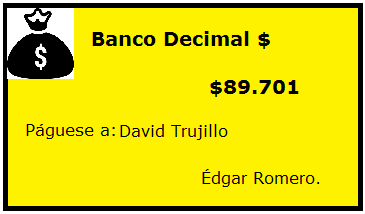 $
Banco Decimal $
$89.701
Páguese a: David Trujillo
Édgar Romero.